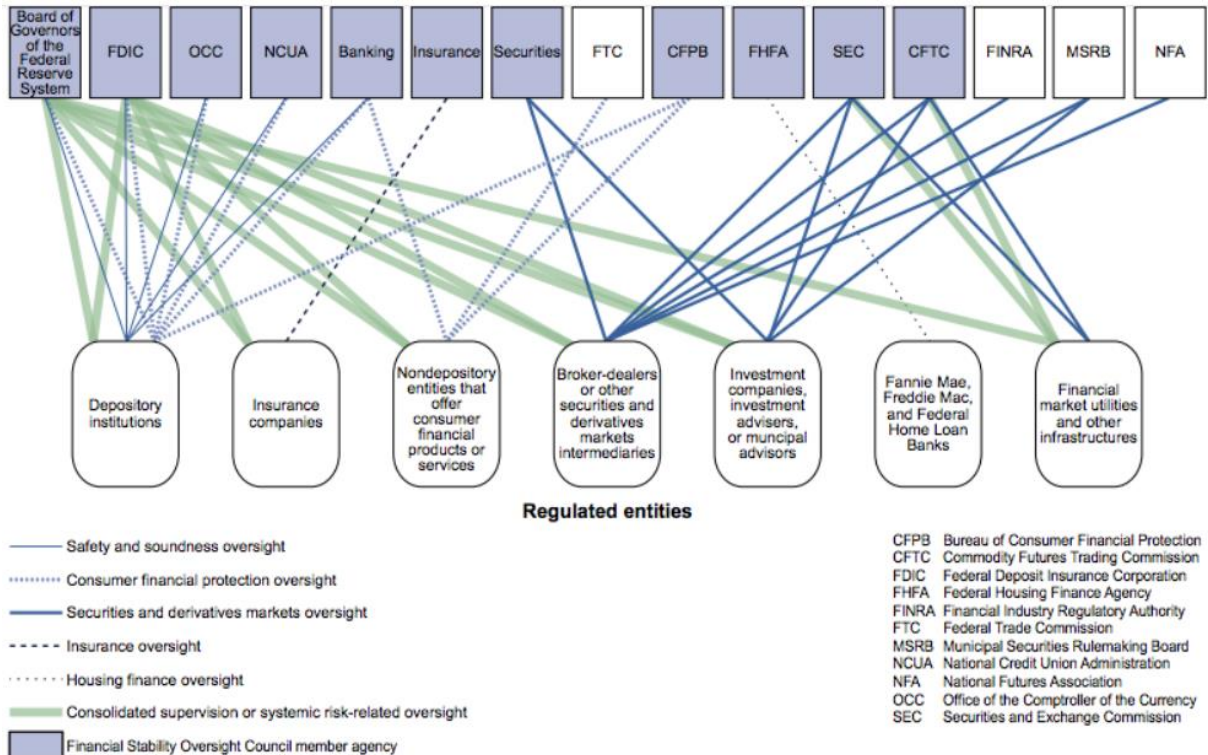 Board of
Governors
of the
Federal
Reserve
System
FDIC
OCC
NCUA
Banking
Insurance
Securities
FTC
CFPB
FHFA
SEC
CFTC
FINRA
MSRB
NFA
Depository
institutions
Insurance
companies
Nondepository
entities that
offer
consumer
financial
products or
services
Broker-dealers
or other
securities and
derivatives
markets
intermediaries
Investment
companies,
investment
advisers,
or muncipal
advisors
Fannie Mae,
Freddie Mac,
and Federal
Home Loan
Banks
Financial
market utilities
and other
infrastructures
Regulated entities
Safety and soundness oversight
Consumer financial protection oversight
Securities and derivatives markets oversight
Insurance oversight
Housing finance oversight
Consolidated supervision or systemic risk-related oversight
Financial Stability Oversight Council member agency
CFPB Bureau of Consumer Financial Protection
CFTC Commodity Futures Trading Commission
FDIC Federal Deposit Insurance Corporation
FHFA Federal Housing Finance Agency
FINRA Financial Industry Regulatory Authority
FTC Federal Trade Commission
MSRB Municipal Securities Rulemaking Board
NCUA National Credit Union Administration
NFA National Futures Association
OCC Office of the Comptroller of the Currency
SEC Securities and Exchange Commission